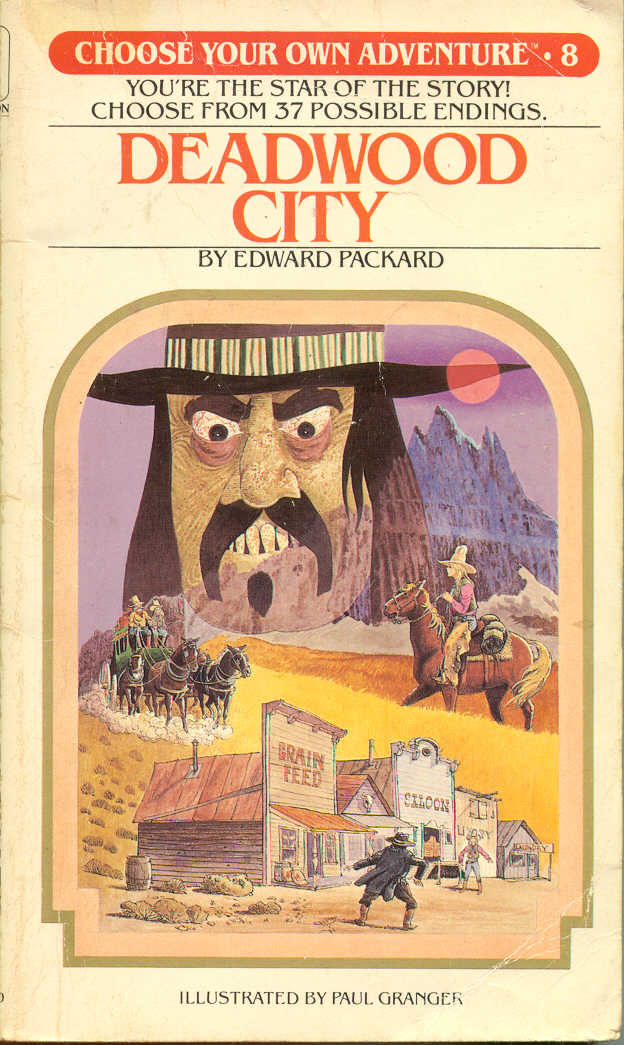 CHOOSE YOUR OWN ADVENTURE™ • 8
YOU'RE THE STAR OF THE STORY!
CHOOSE FROM 37 POSSIBLE ENDINGS.
DEADWOOD
CITY
BY EDWARD PACKARD
GRAIN
FEED
SALOON
ILLUSTRATED BY PAUL GRANGER